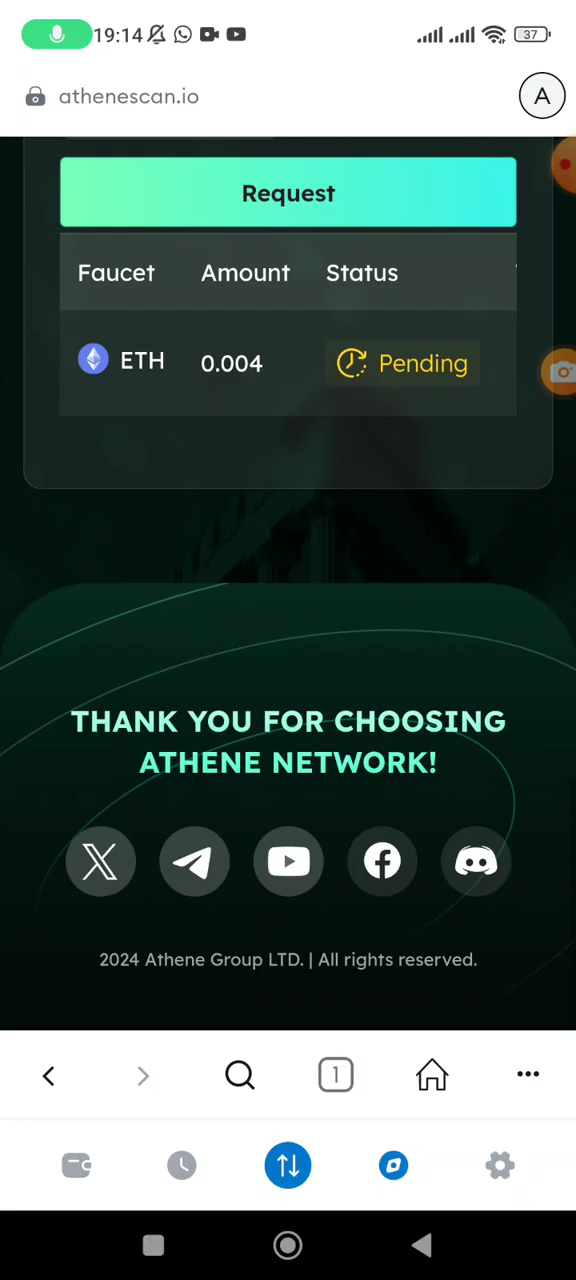 19:14
37
athenescan.io
A
Request
Faucet Amount Status
ETH 0.004 Pending
THANK YOU FOR CHOOSING
ATHENE NETWORK!
2024 Athene Group LTD. | All rights reserved.
1